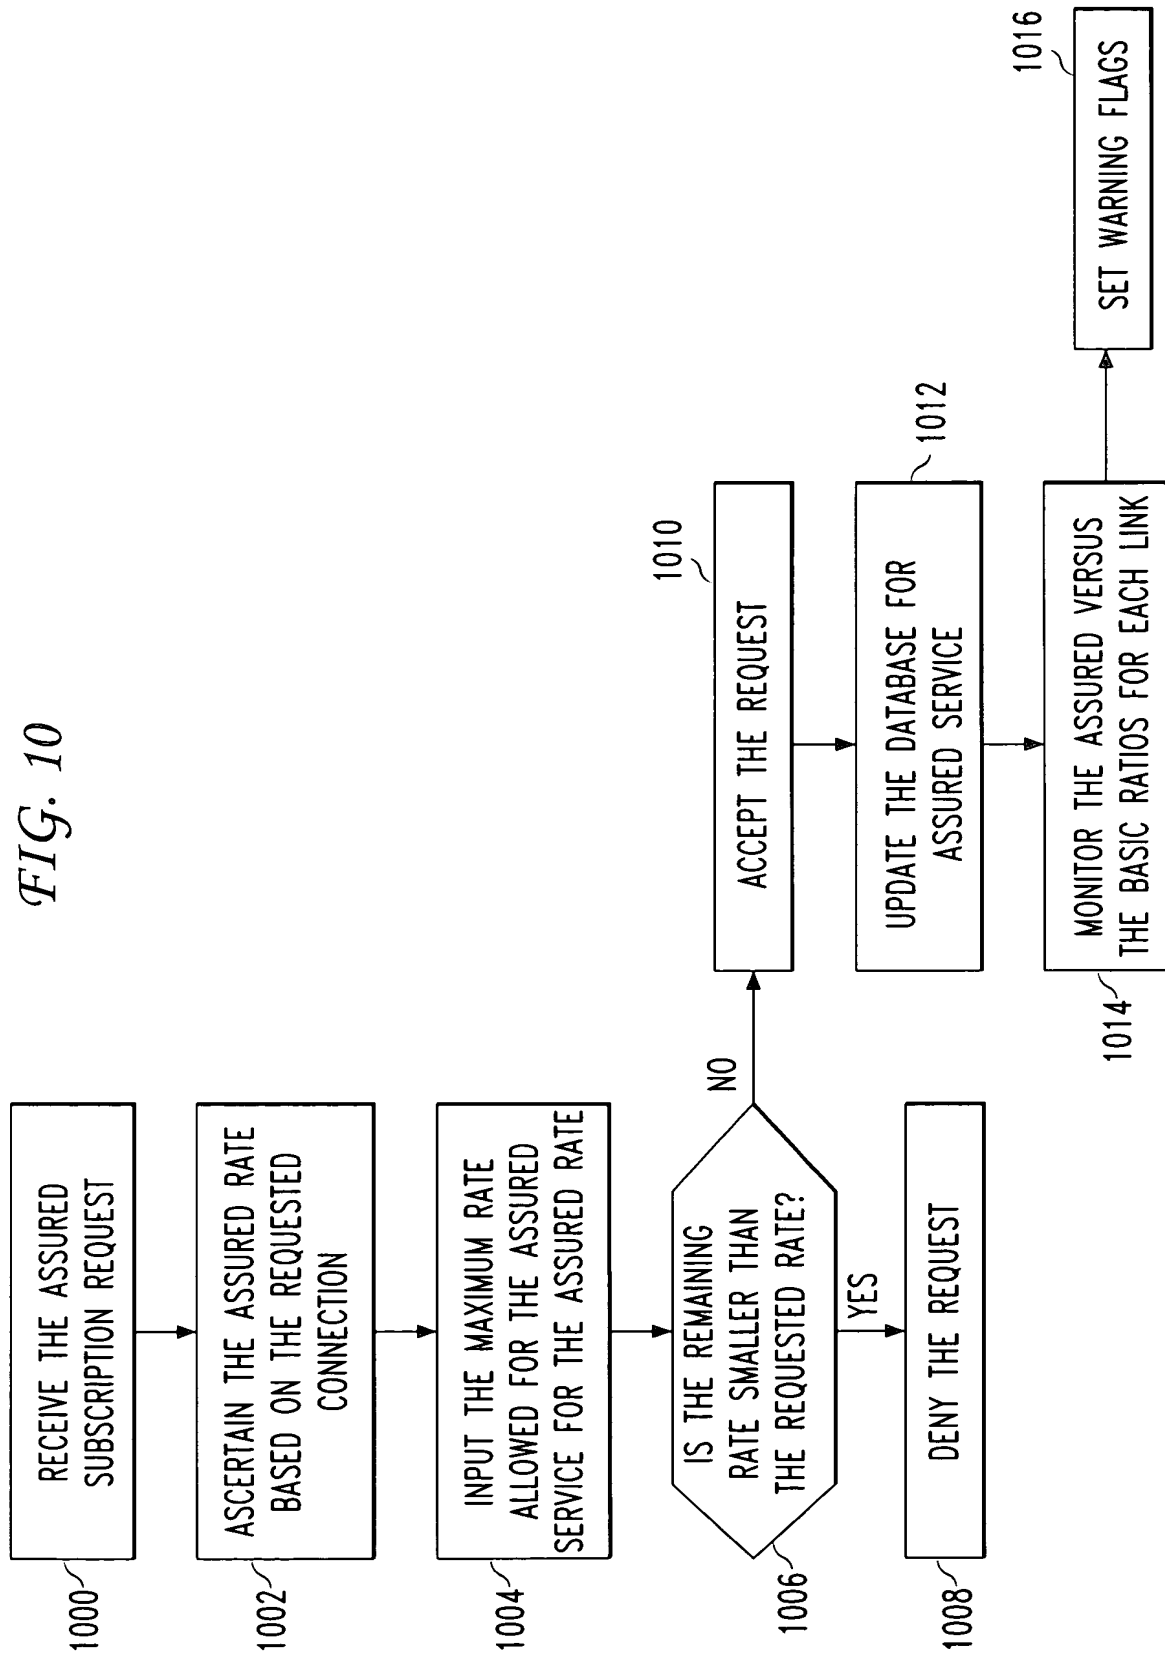 FIG. 10
1000
RECEIVE THE ASSURED
SUBSCRIPTION REQUEST
1002
ASCERTAIN THE ASSURED RATE
BASED ON THE REQUESTED
CONNECTION
1004
INPUT THE MAXIMUM RATE
ALLOWED FOR THE ASSURED
SERVICE FOR THE ASSURED RATE
1006
IS THE REMAINING
RATE SMALLER THAN
THE REQUESTED RATE?
NO
YES
1008
DENY THE REQUEST
1010
ACCEPT THE REQUEST
1012
UPDATE THE DATABASE FOR
ASSURED SERVICE
1014
MONITOR THE ASSURED VERSUS
THE BASIC RATIOS FOR EACH LINK
1016
SET WARNING FLAGS